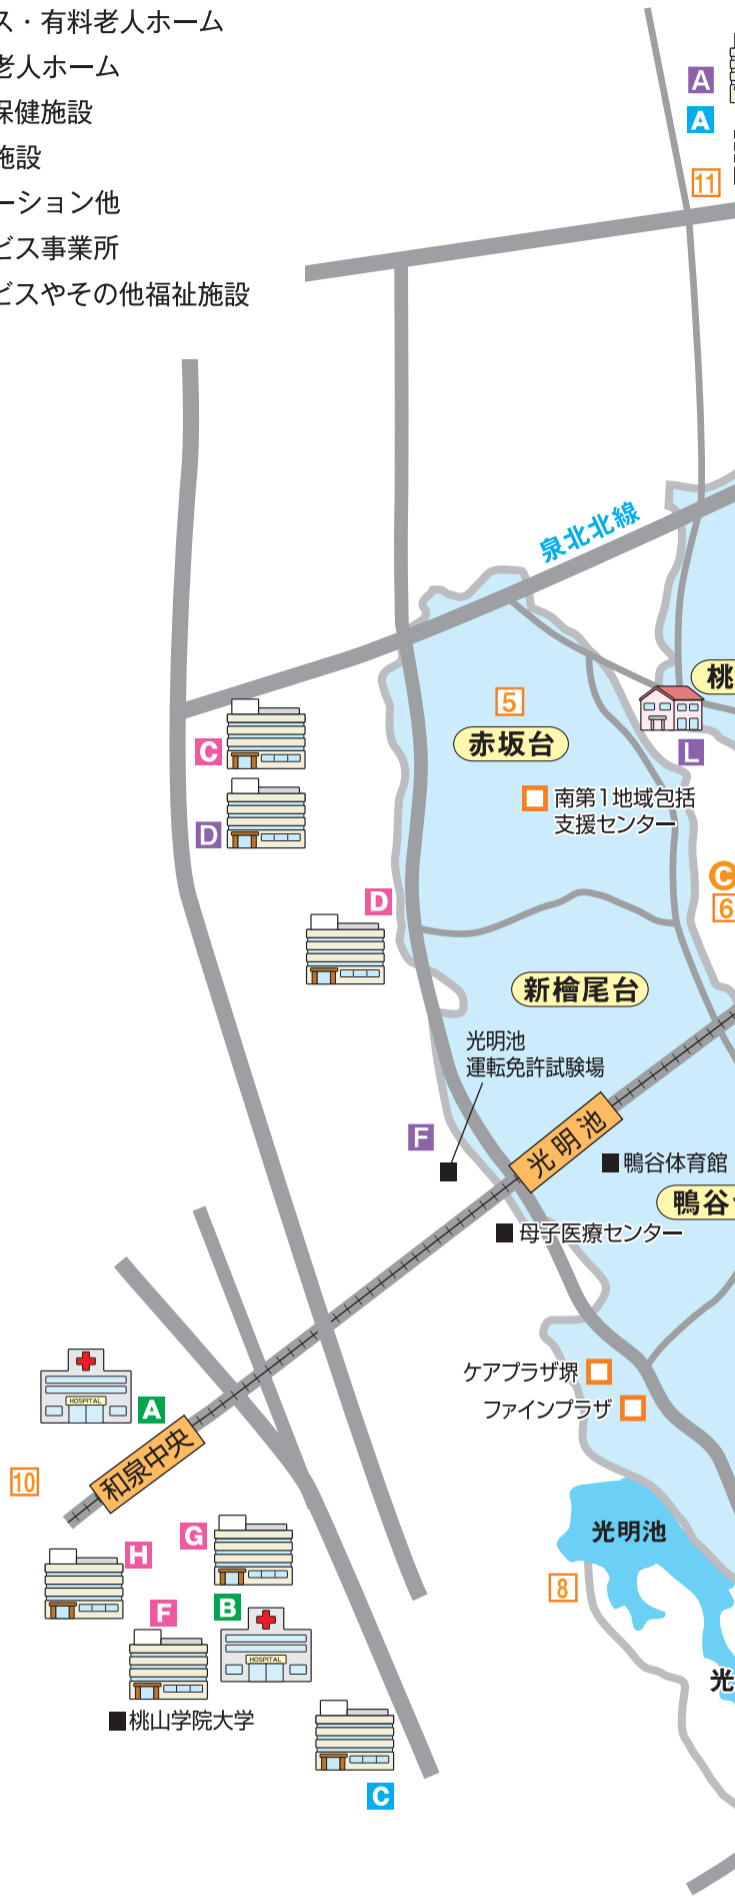 ス・有料老人ホーム
老人ホーム
保健施設
施設
ーション他
ビス事業所
ビスやその他福祉施設
A
A
11
泉北北線
桃
5
赤坂台
L
C
南第1地域包括
支援センター
D
C
6
D
新檜尾台
光明池
運転免許試験場
F
光明池
鴨谷体育館
鴨谷
母子医療センター
ケアプラザ堺
HOSPITAL
A
ファインプラザ
和泉中央
10
光明池
G
H
8
B
F
HOSPITAL
光
桃山学院大学
C